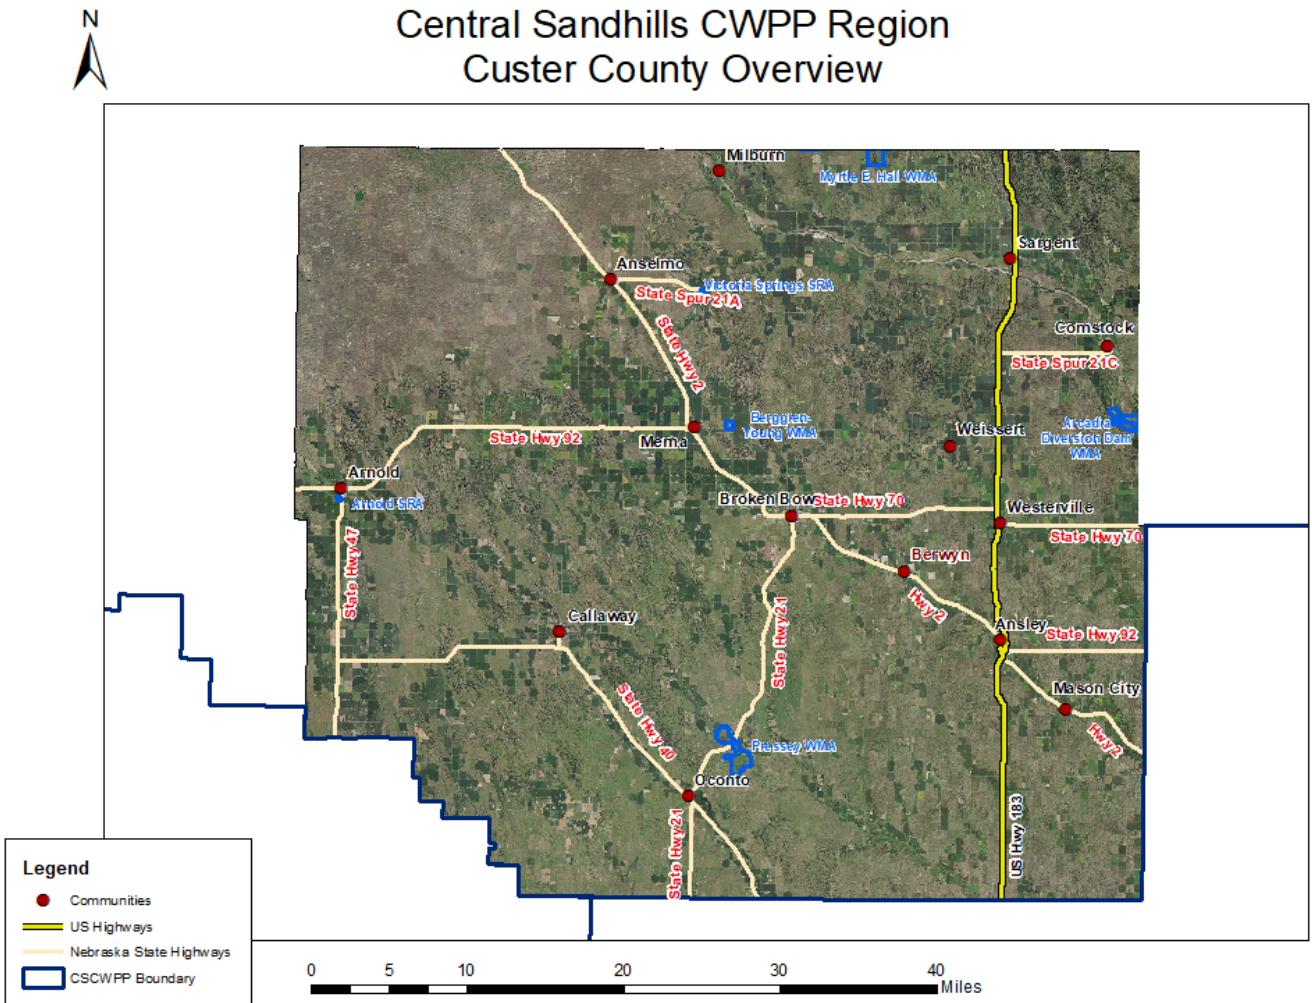 N
Central Sandhills CWPP Region
Custer County Overview
Milburn
Myrtle E. Hall WMA
Sargent
Anselmo
Victoria Springs SRA
State Spur 21A
Comstock
State Hwy 2
State Spur 21C
Berggren-
Young WMA
Arcadia
Diversion Dam
WMA
Weissert
State Hwy 92
Merna
Arnold
Arnold SRA
Broken Bow
State Hwy 70
Westerville
State Hwy 70
State Hwy 47
Berwyn
Hwy 2
Callaway
State Hwy 21
Ansley
State Hwy 92
Mason City
State Hwy 40
Hwy 2
Pressey WMA
Oconto
State Hwy 21
US Hwy 183
Legend
Communities
US Highways
Nebraska State Highways
CSCWPP Boundary
0 5 10 20 30 40
Miles